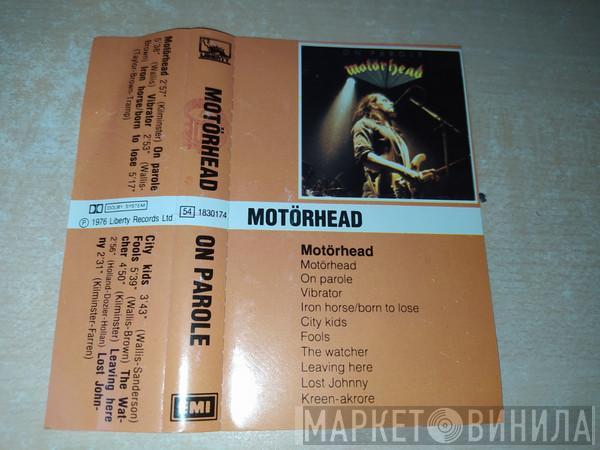 Motörhead 2:57" (Kilminster) On parole
5:38" (Wallis) Vibrator 2:53" (Wallis-
Brown) Iron horse/born to lose 5:17"
(Taylor-Brown-Tramp)
DOLBY SYSTEM
Ⓟ 1976 Liberty Records Ltd
City kids 3:43" (Wallis-Sanderson)
Fools 5:39" (Wallis-Brown) The Wat-
cher 4:50" (Kilminster) Leaving here
2:56" (Holland-Dozier-Hollan) Lost John-
ny 2:31" (Kilminster-Farren)
LIBERTY
MOTÖRHEAD
54 1830174
ON PAROLE
EMI
ON PAROLE
motörhead
MOTÖRHEAD
Motörhead
Motörhead
On parole
Vibrator
Iron horse/born to lose
City kids
Fools
The watcher
Leaving here
Lost Johnny
Kreen-akrore
МАРКЕТ ВИНИЛА